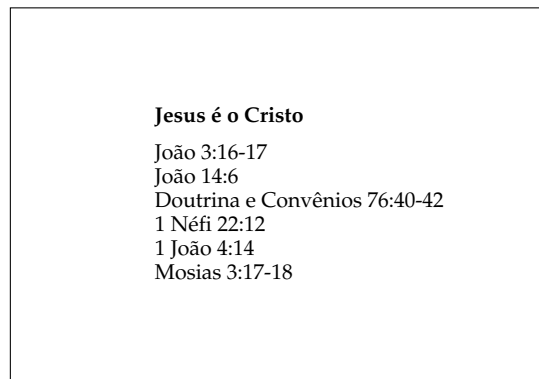 Jesus é o Cristo
João 3:16-17
João 14:6
Doutrina e Convênios 76:40-42
1 Néfi 22:12
1 João 4:14
Mosias 3:17-18